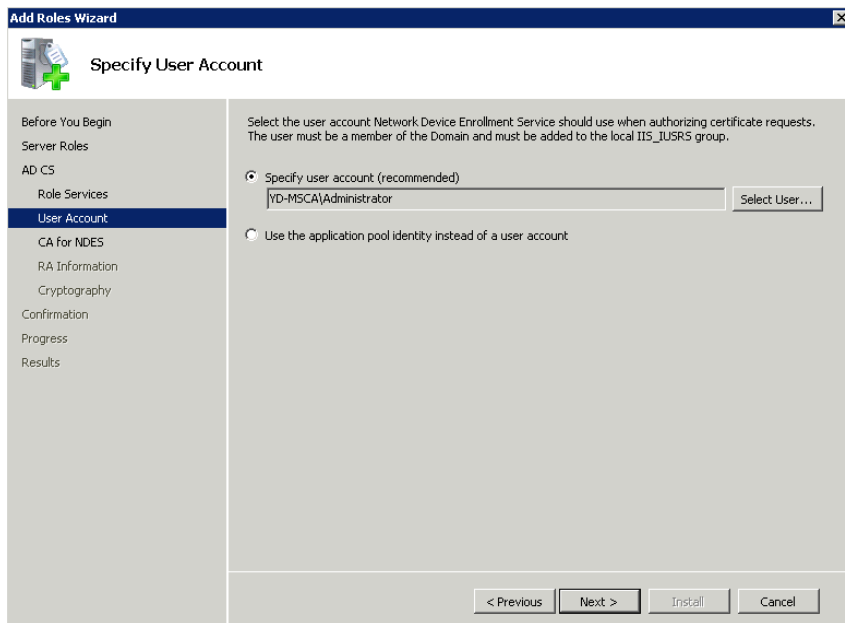 Add Roles Wizard
Specify User Account
Before You Begin
Server Roles
AD CS
Role Services
User Account
CA for NDES
RA Information
Cryptography
Confirmation
Progress
Results
Select the user account Network Device Enrollment Service should use when authorizing certificate requests.
The user must be a member of the Domain and must be added to the local IIS_IUSRS group.
Specify user account (recommended)
YD-MSCA\Administrator
Select User...
Use the application pool identity instead of a user account
< Previous
Next >
Install
Cancel